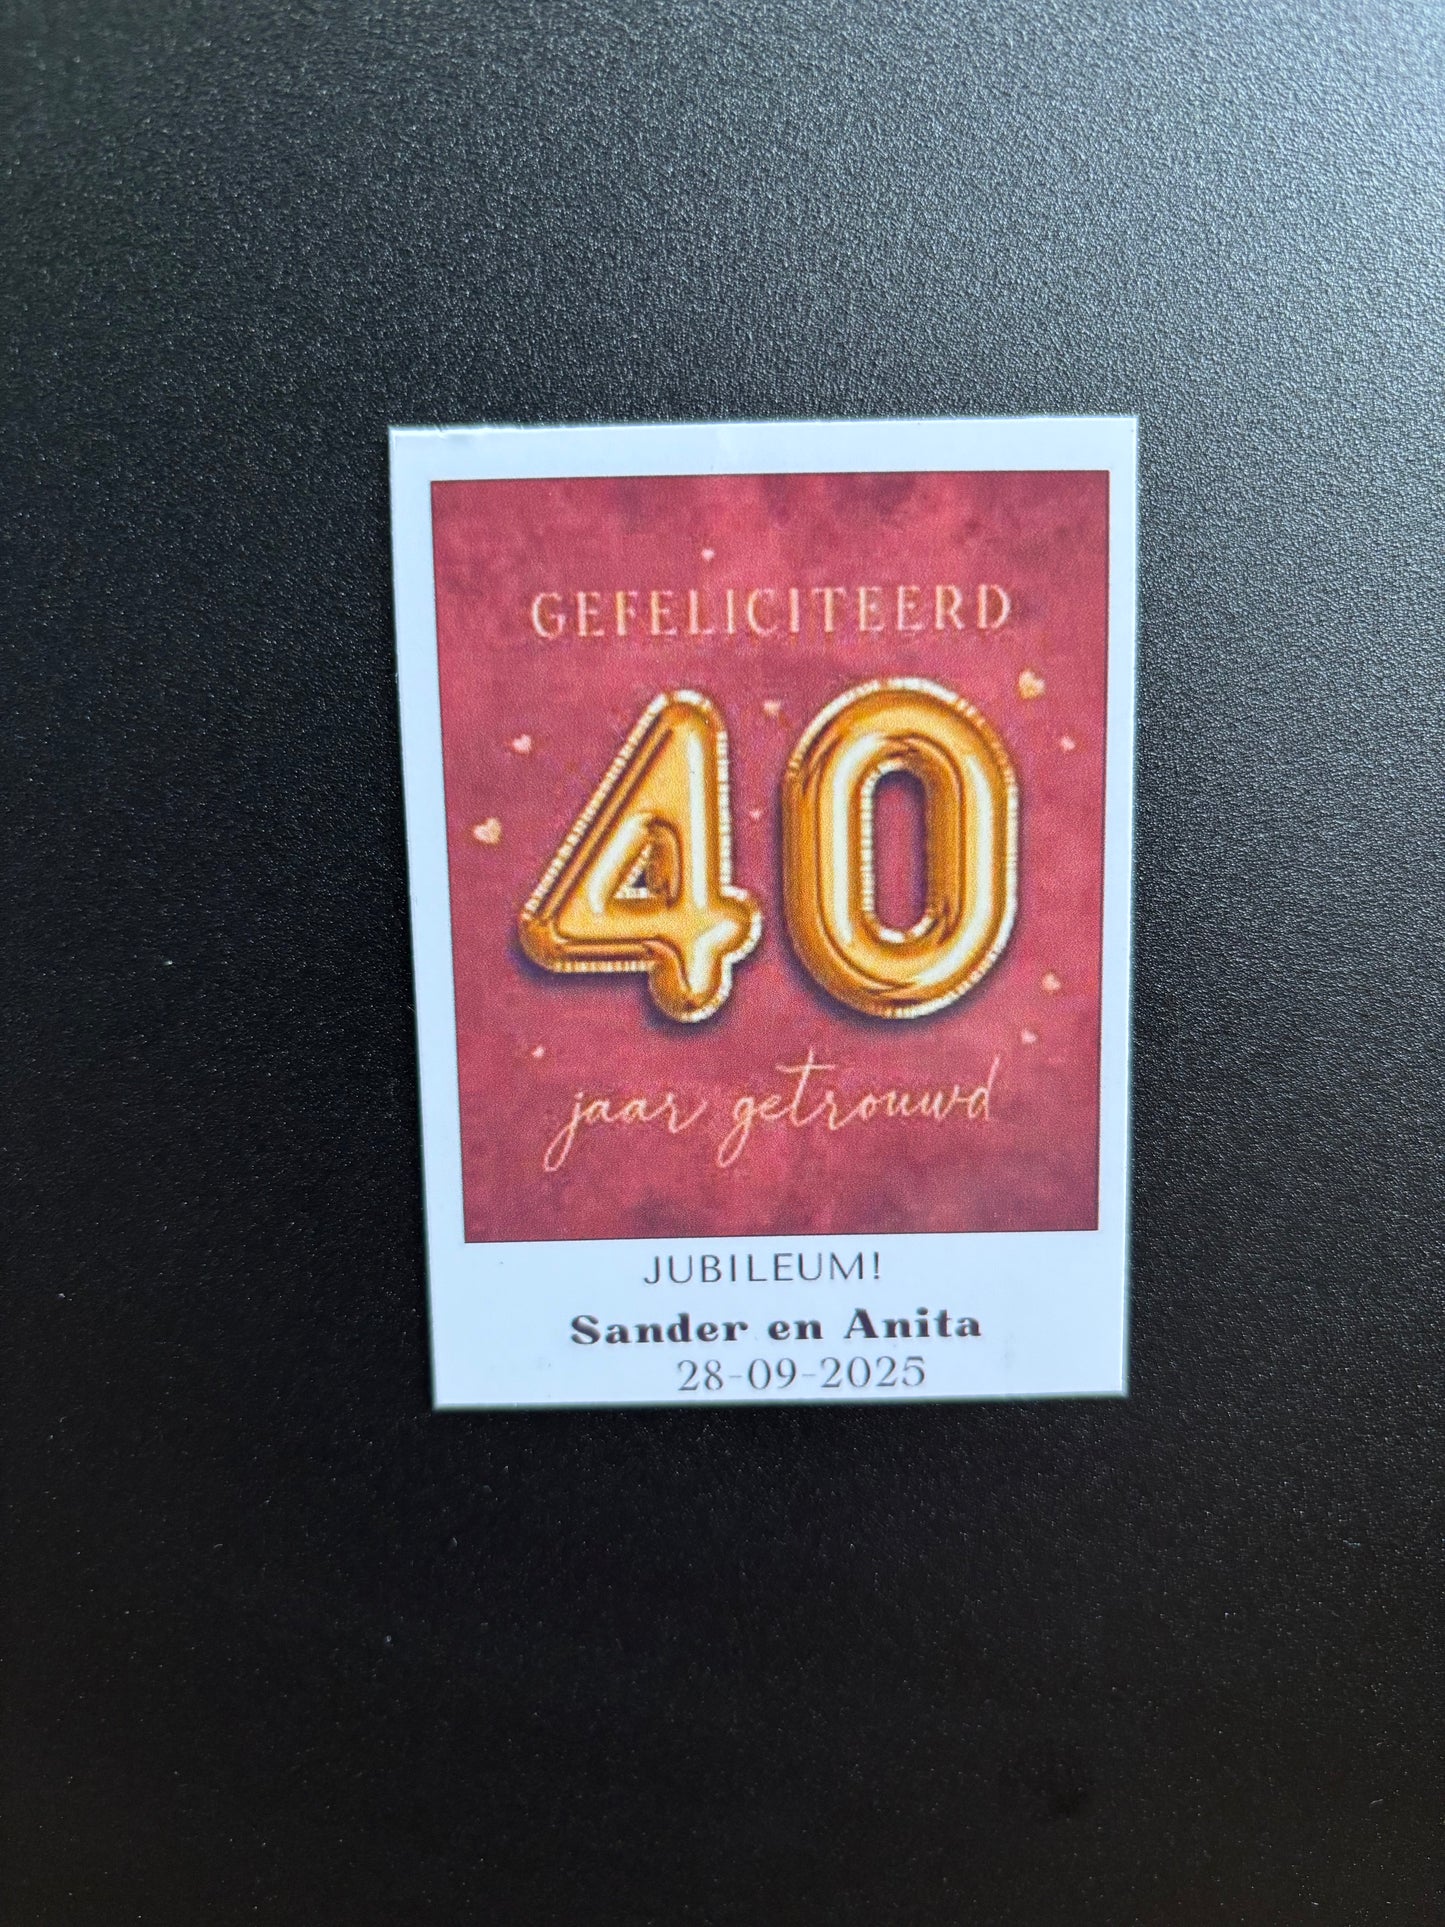 GEFELICITEERD
40
jaar getrouwd
JUBILEUM!
Sander en Anita
28-09-2025